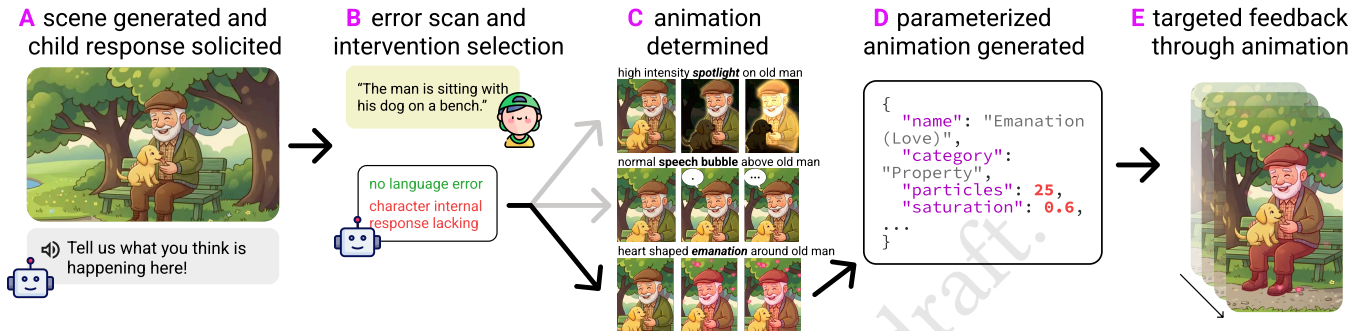 A scene generated and
child response solicited
Tell us what you think is
happening here!
B error scan and
intervention selection
“The man is sitting with
his dog on a bench.”
no language error
character internal
response lacking
C animation
determined
high intensity spotlight on old man
normal speech bubble above old man
.
...
heart shaped emanation around old man
D parameterized
animation generated
{
"name": "Emanation
(Love)",
"category":
"Property",
"particles": 25,
"saturation": 0.6,
...
}
E targeted feedback
through animation
draft.